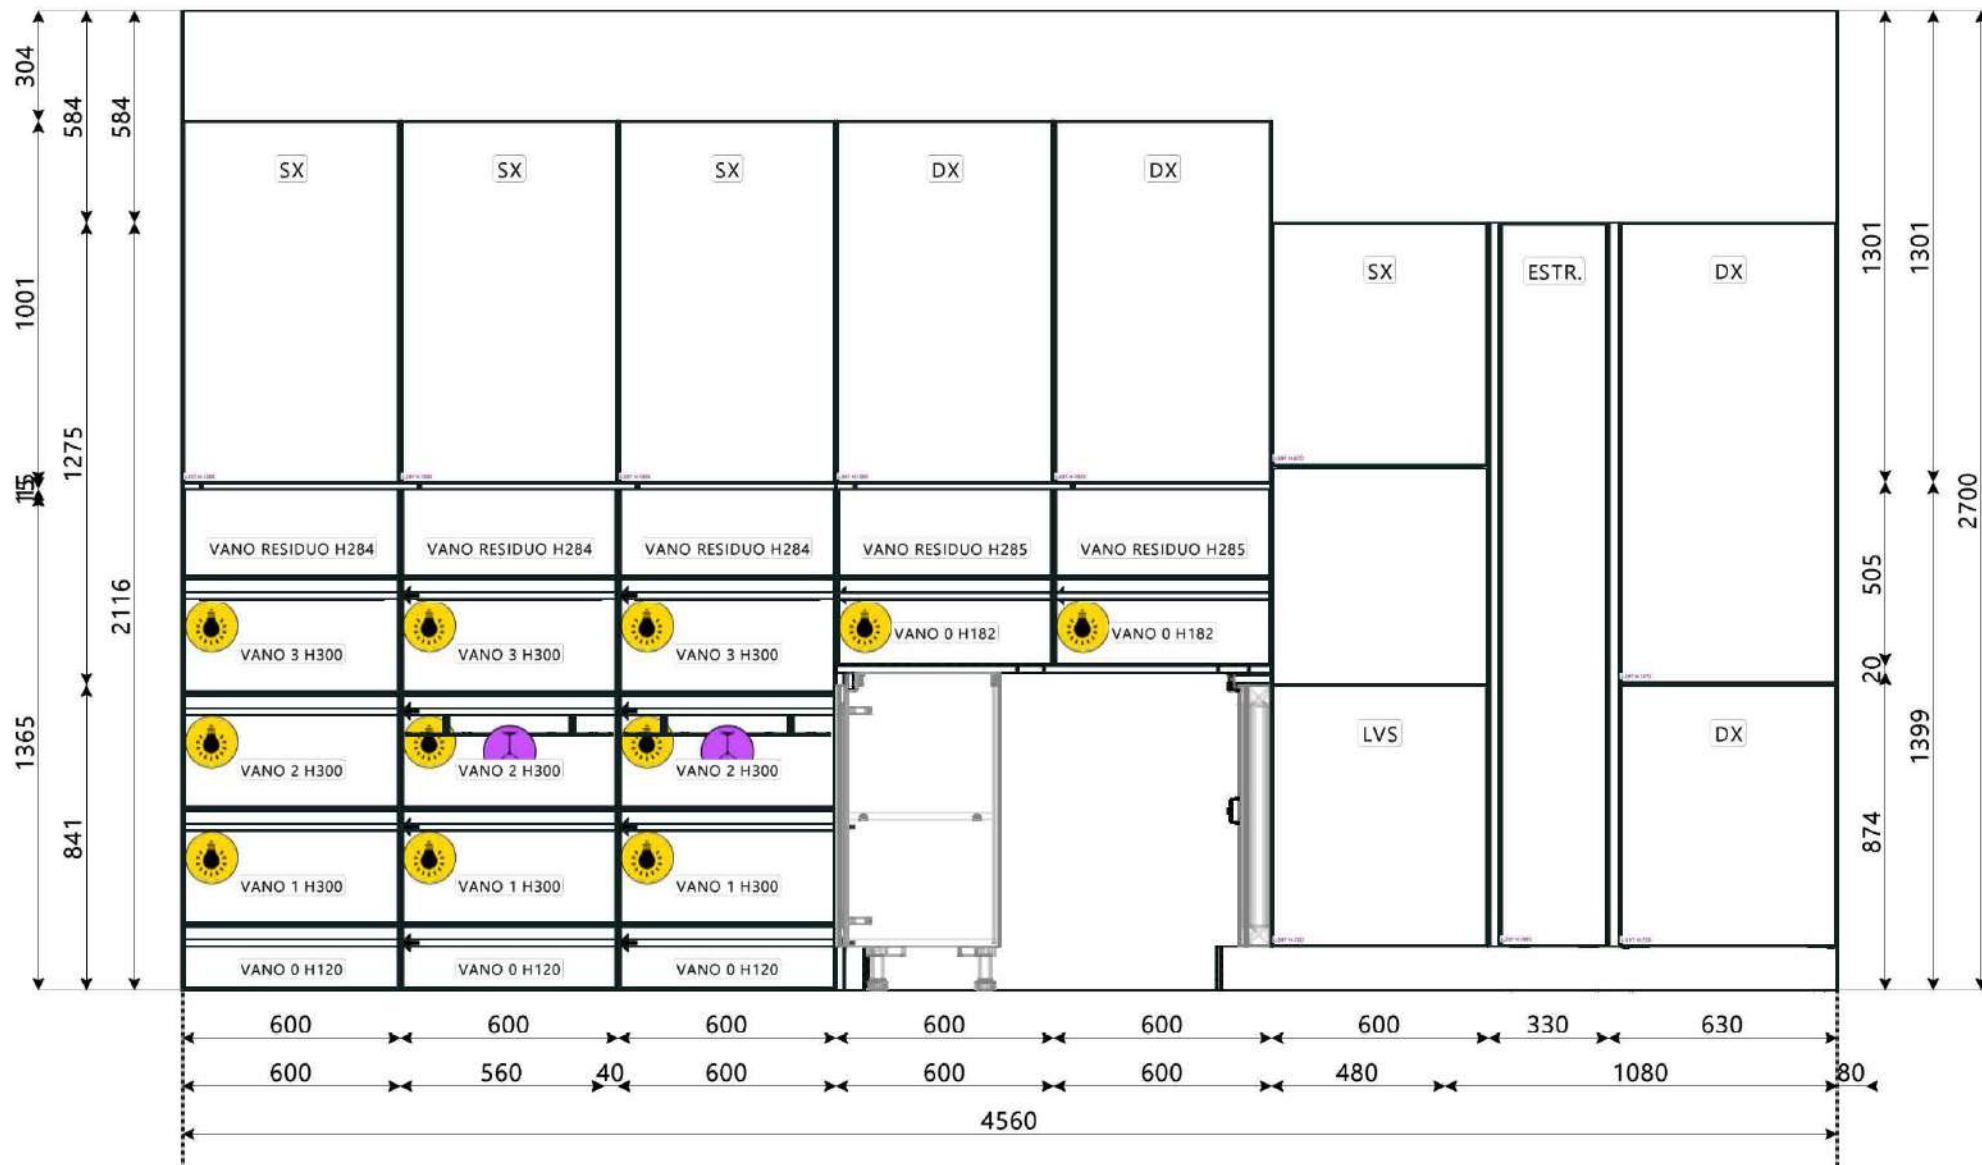 304
584
584
1001
1275
15
15
1365
841
2116
SX
SX
SX
DX
DX
SX
ESTR.
DX
VANO RESIDUO H284
VANO RESIDUO H284
VANO RESIDUO H284
VANO RESIDUO H285
VANO RESIDUO H285
VANO 3 H300
VANO 3 H300
VANO 3 H300
VANO 0 H182
VANO 0 H182
VANO 2 H300
VANO 2 H300
VANO 2 H300
LVS
DX
VANO 1 H300
VANO 1 H300
VANO 1 H300
VANO 0 H120
VANO 0 H120
VANO 0 H120
1301
1301
505
20
874
1399
2700
600 600 600 600 600 600 330 630
600 560 40 600 600 600 480 1080 80
4560